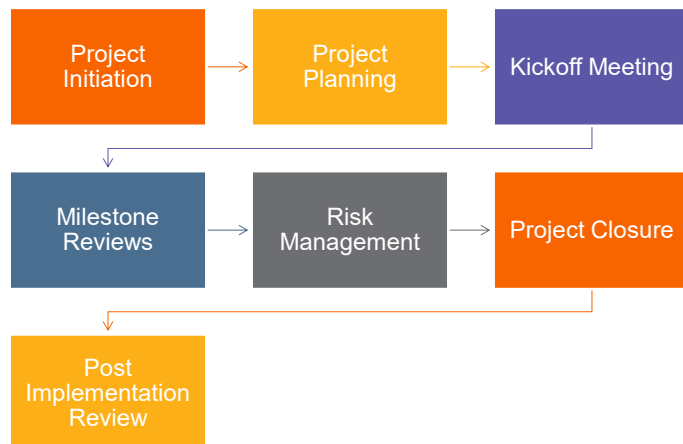 Project
Initiation
Project
Planning
Kickoff Meeting
Milestone
Reviews
Risk
Management
Project Closure
Post
Implementation
Review